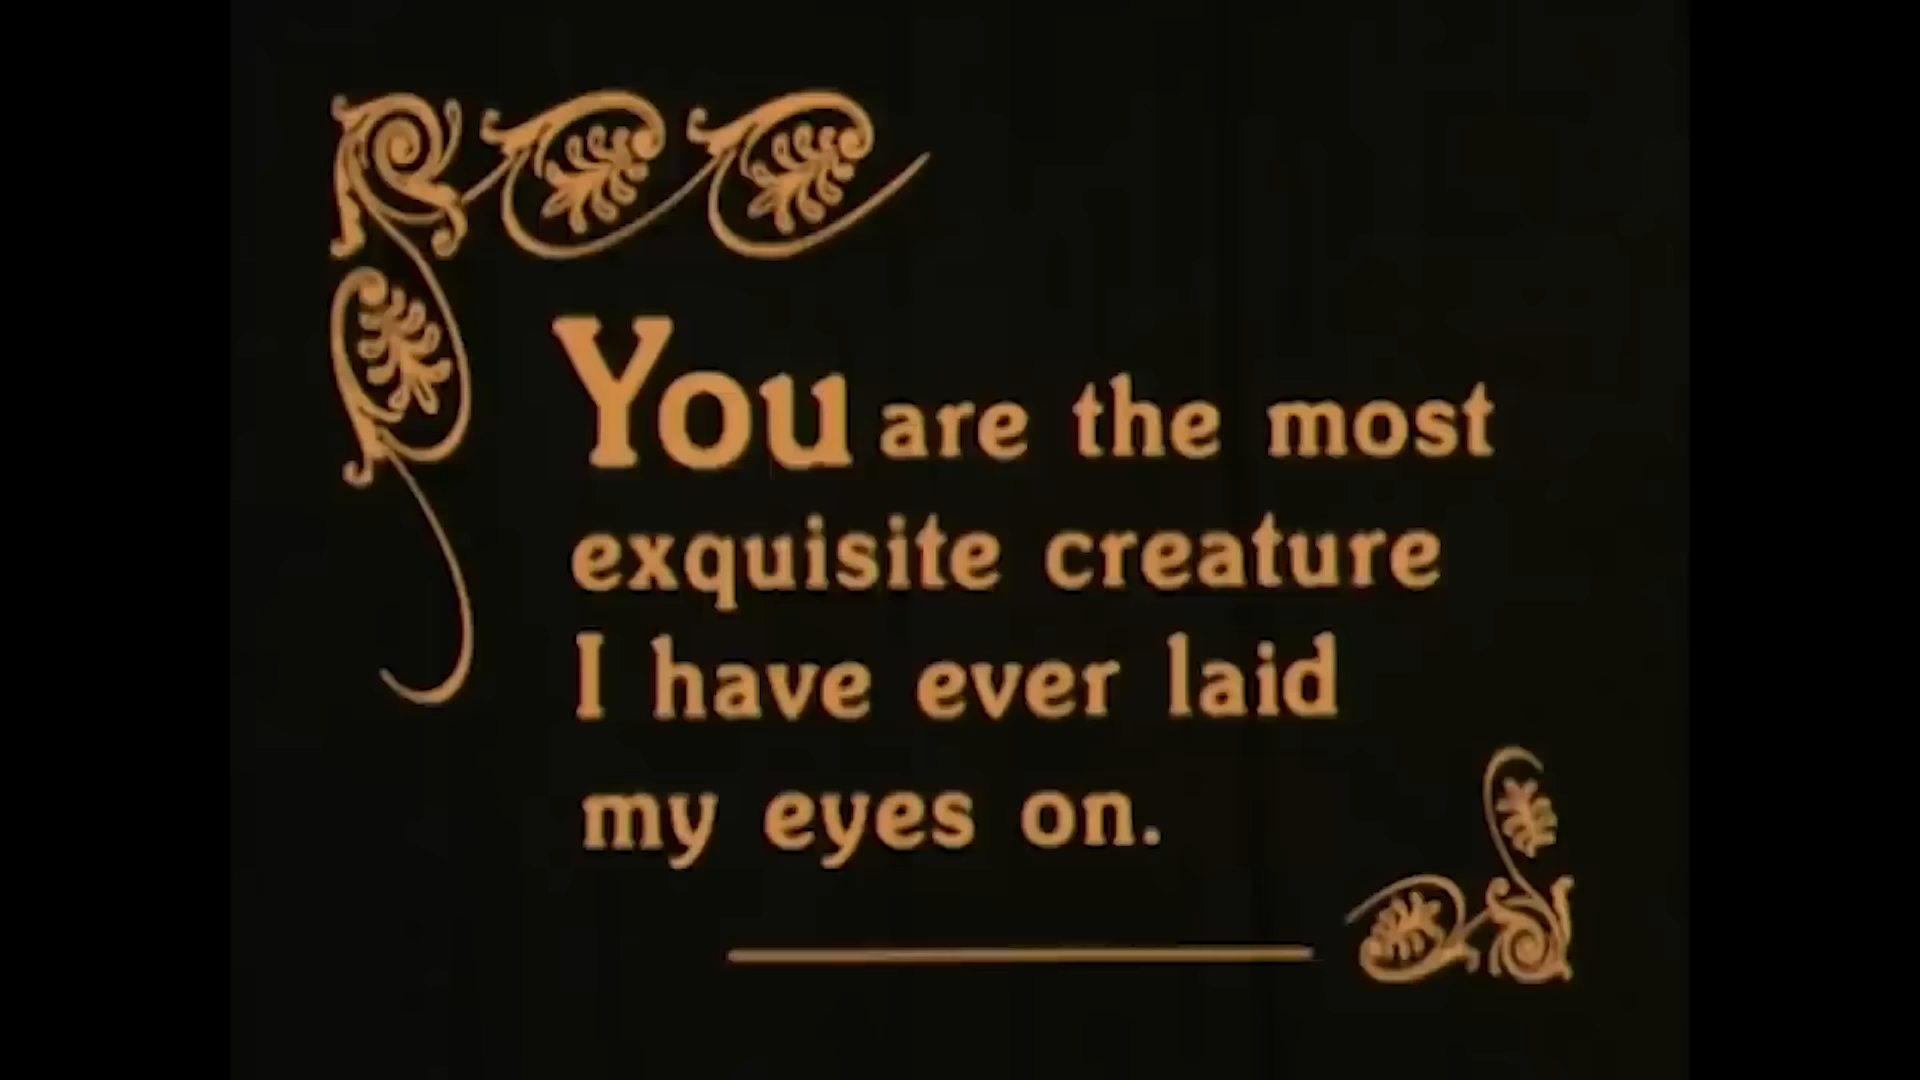 You are the most
exquisite creature
I have ever laid
my eyes on.